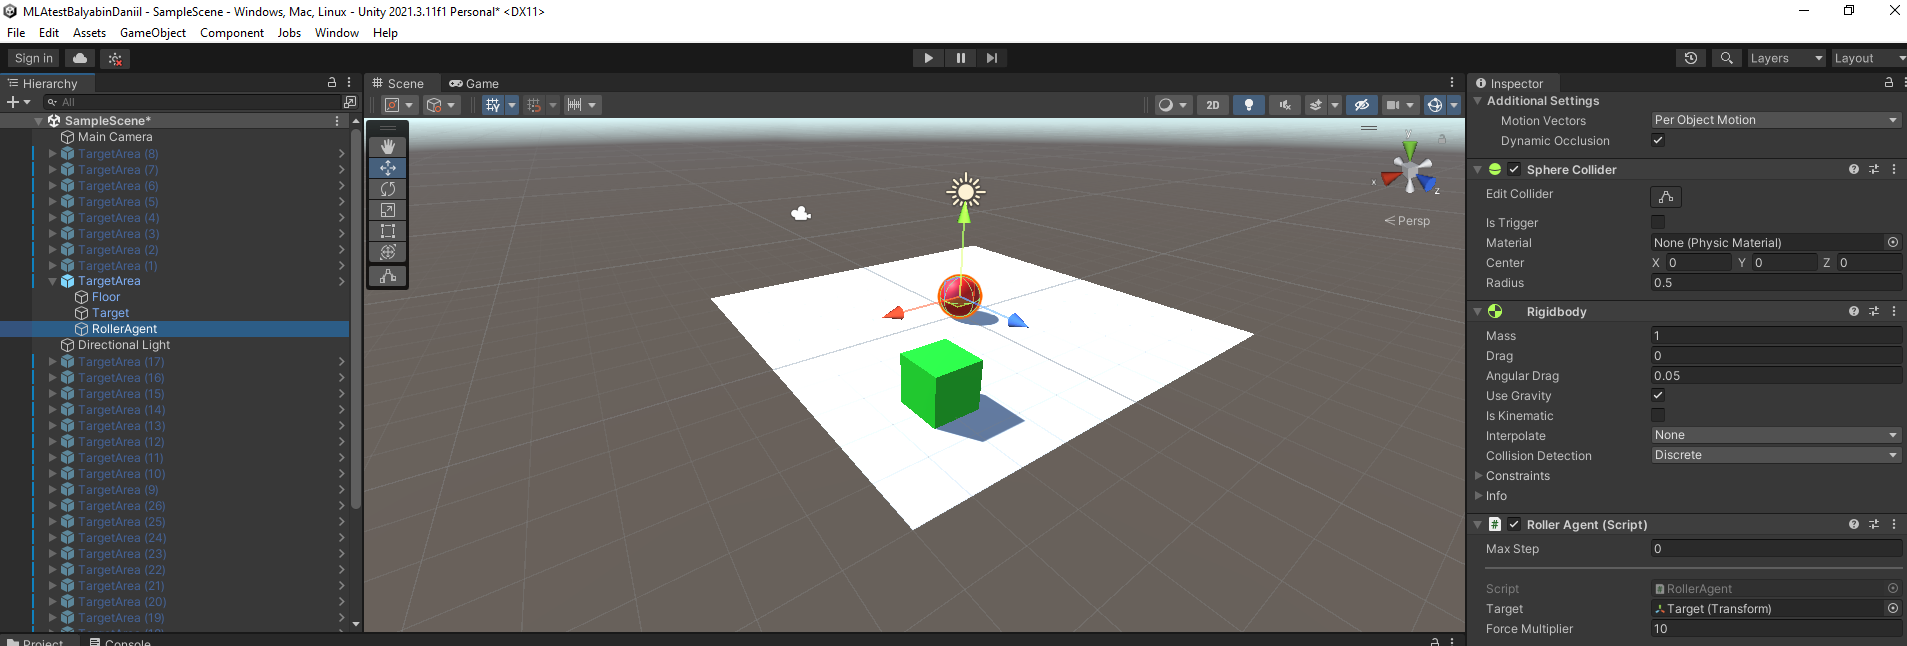 MLAtestBalyabinDaniil - SampleScene - Windows, Mac, Linux - Unity 2021.3.11f1 Personal* <DX11>
File Edit Assets GameObject Component Jobs Window Help
Sign in
Layers
Layout
Hierarchy
All
SampleScene*
Main Camera
TargetArea (8)
TargetArea (7)
TargetArea (6)
TargetArea (5)
TargetArea (4)
TargetArea (3)
TargetArea (2)
TargetArea (1)
TargetArea
Floor
Target
RollerAgent
Directional Light
TargetArea (17)
TargetArea (16)
TargetArea (15)
TargetArea (14)
TargetArea (13)
TargetArea (12)
TargetArea (11)
TargetArea (10)
TargetArea (9)
TargetArea (26)
TargetArea (25)
TargetArea (24)
TargetArea (23)
TargetArea (22)
TargetArea (21)
TargetArea (20)
TargetArea (19)
Project
Console
Scene
Game
2D
y
x
z
Persp
Inspector
Additional Settings
Motion Vectors Per Object Motion
Dynamic Occlusion
Sphere Collider
Edit Collider
Is Trigger
Material None (Physic Material)
Center X 0 Y 0 Z 0
Radius 0.5
Rigidbody
Mass 1
Drag 0
Angular Drag 0.05
Use Gravity
Is Kinematic
Interpolate None
Collision Detection Discrete
Constraints
Info
# Roller Agent (Script)
Max Step 0
Script RollerAgent
Target Target (Transform)
Force Multiplier 10